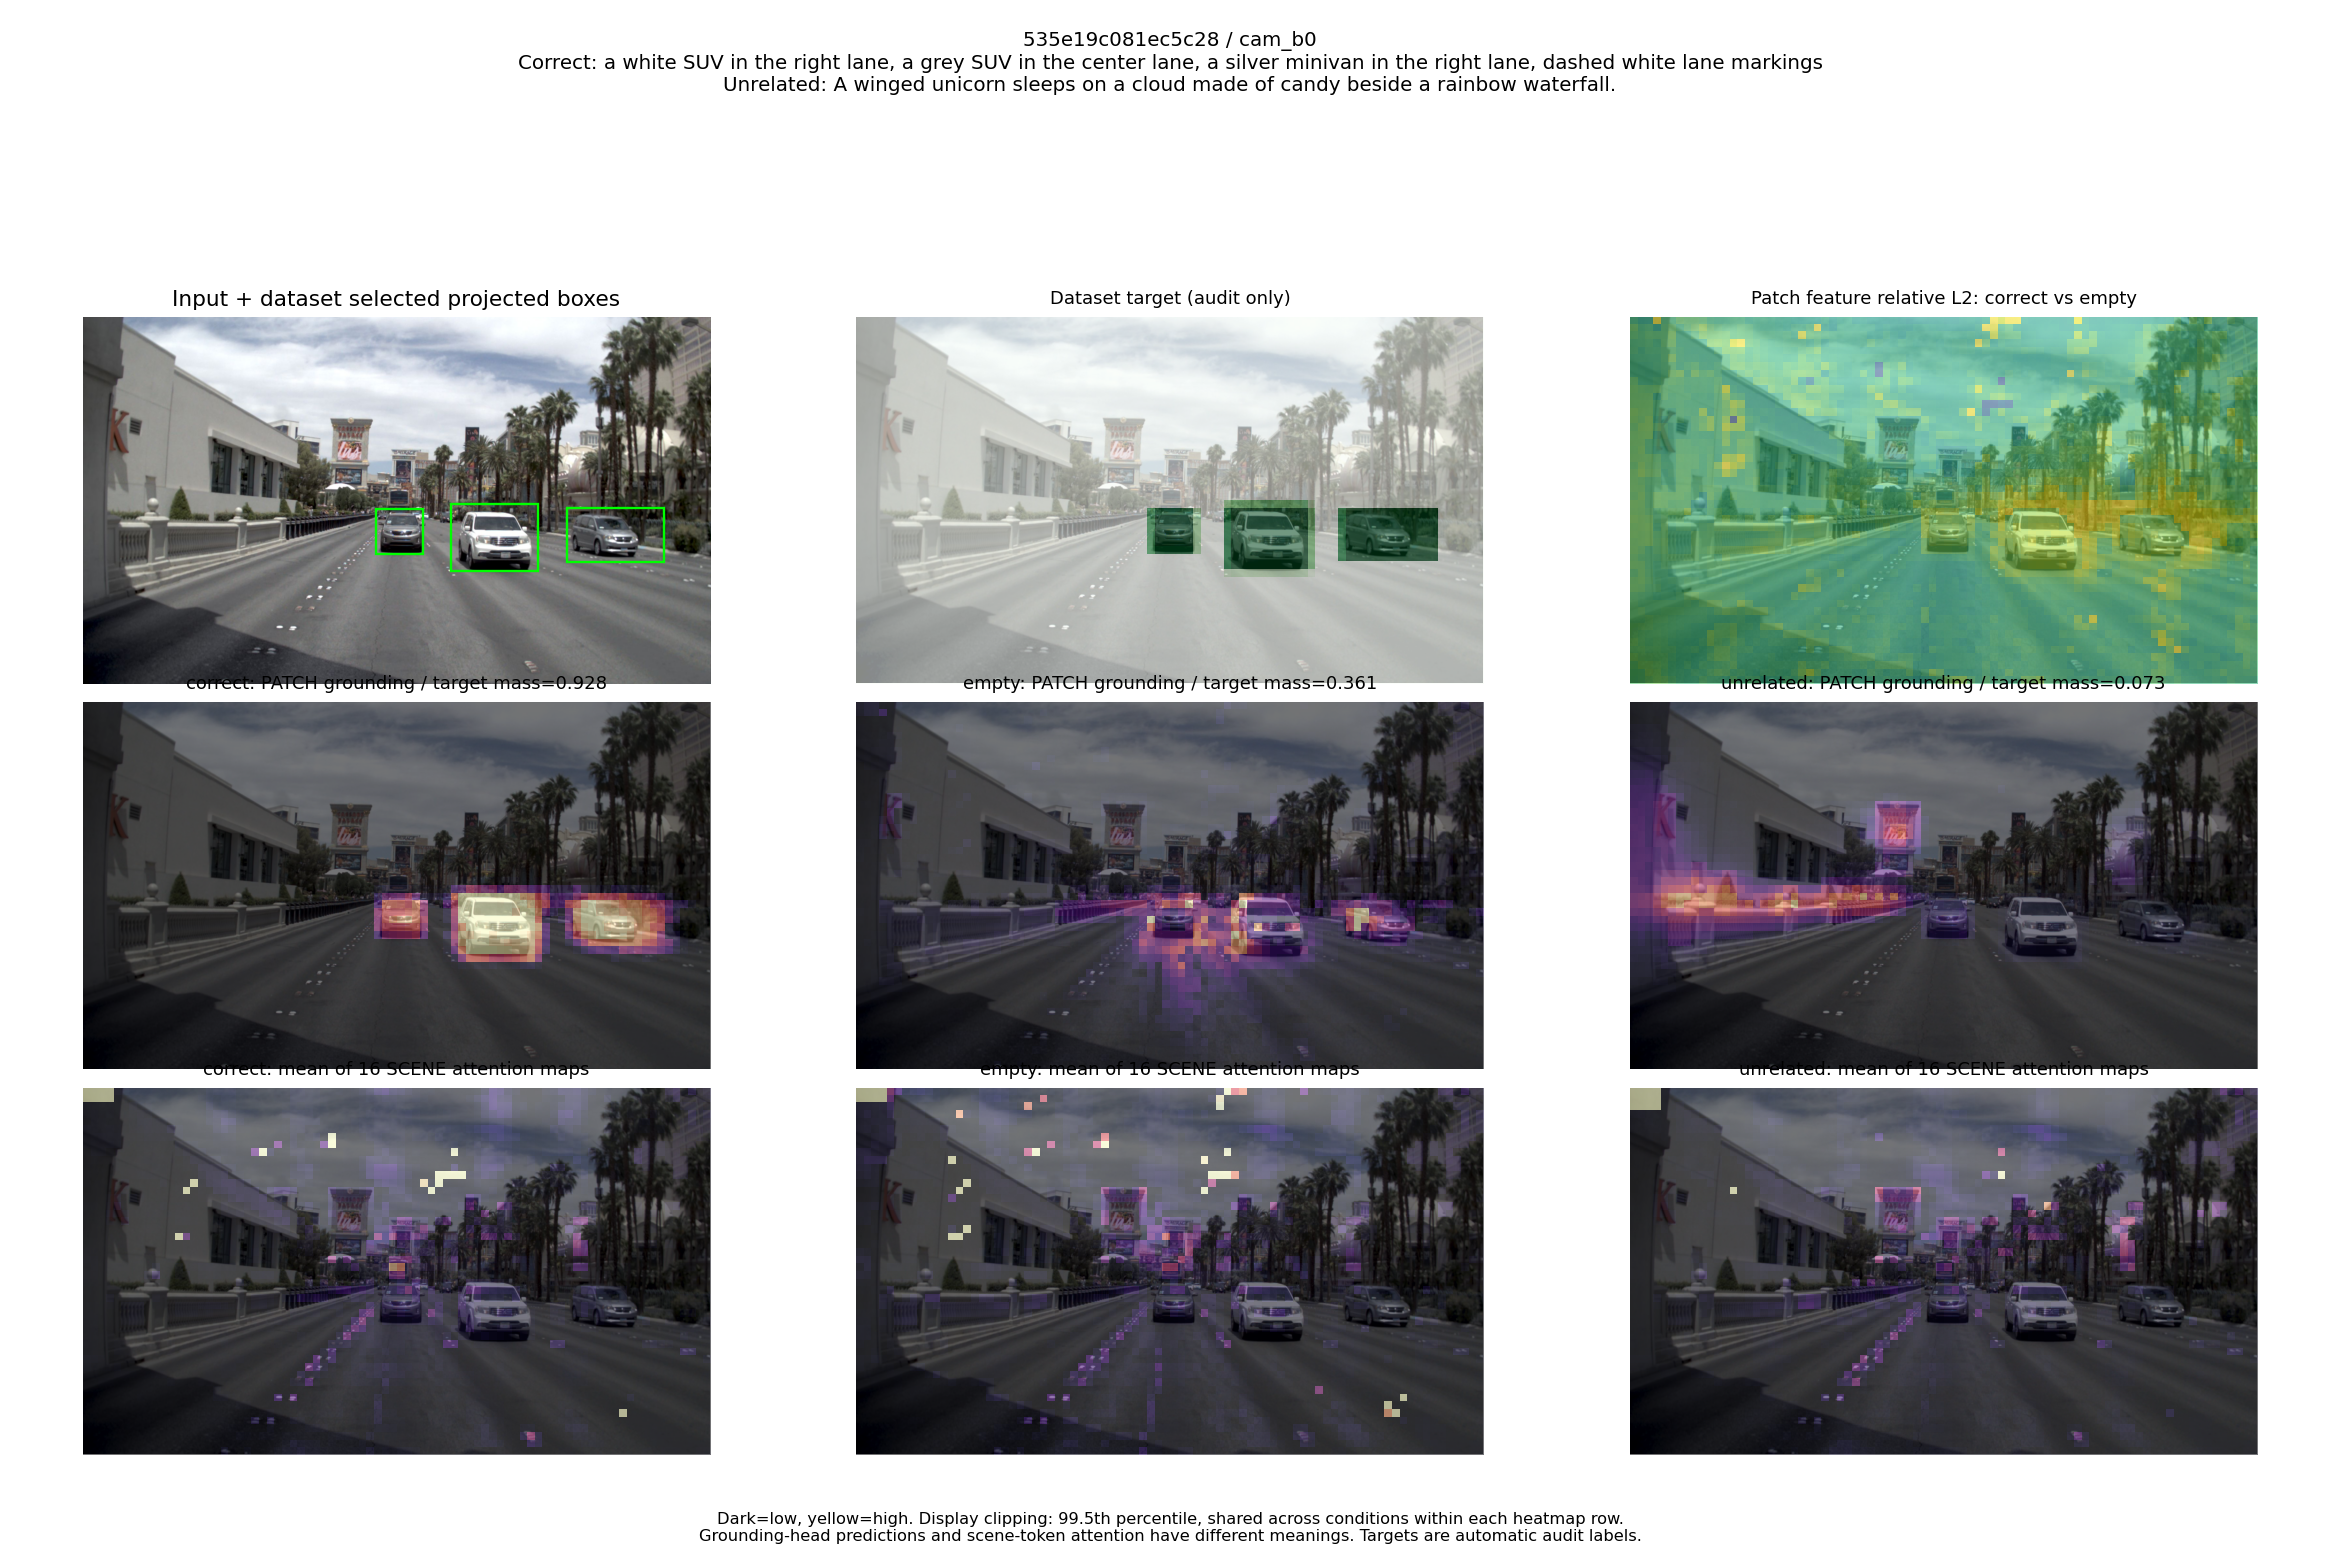 535e19c081ec5c28 / cam_b0
Correct: a white SUV in the right lane, a grey SUV in the center lane, a silver minivan in the right lane, dashed white lane markings
Unrelated: A winged unicorn sleeps on a cloud made of candy beside a rainbow waterfall.
Input + dataset selected projected boxes
Dataset target (audit only)
Patch feature relative L2: correct vs empty
correct: PATCH grounding / target mass=0.928
empty: PATCH grounding / target mass=0.361
unrelated: PATCH grounding / target mass=0.073
correct: mean of 16 SCENE attention maps
empty: mean of 16 SCENE attention maps
unrelated: mean of 16 SCENE attention maps
Dark=low, yellow=high. Display clipping: 99.5th percentile, shared across conditions within each heatmap row.
Grounding-head predictions and scene-token attention have different meanings. Targets are automatic audit labels.